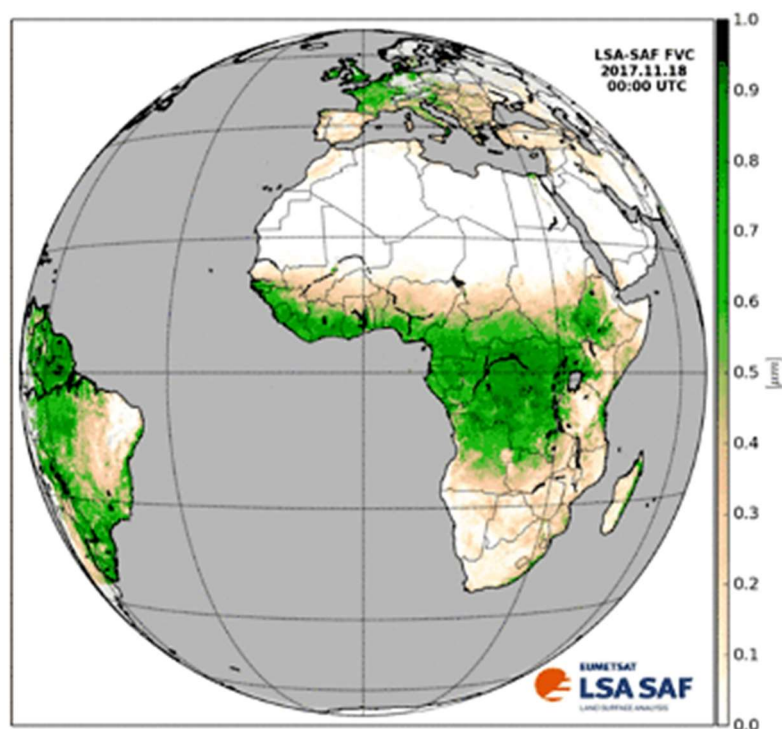 LSA-SAF FVC
2017.11.18
00:00 UTC
1.0
0.9
0.8
0.7
0.6
0.5
0.4
0.3
0.2
0.1
0.0
[µm]
EUMETSAT
LSA SAF
LAND SURFACE ANALYSIS